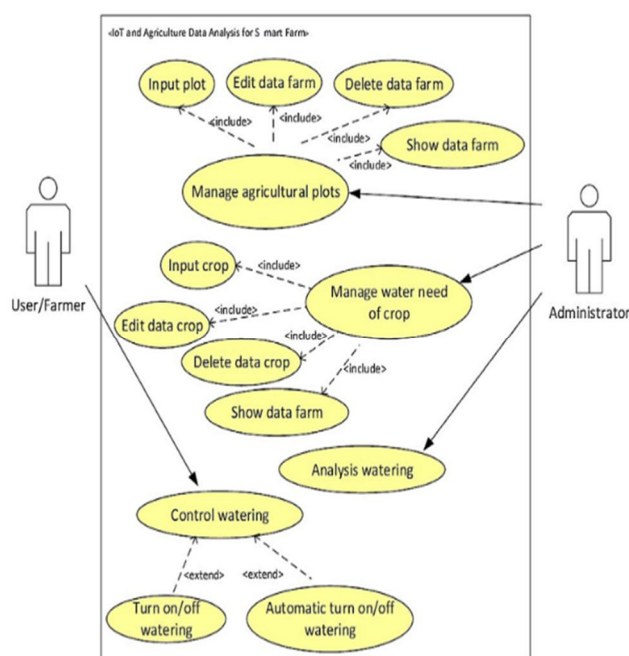 <IoT and Agriculture Data Analysis for S mart Farm>
Input plot
Edit data farm
Delete data farm
<include>
<include>
<include>
<include>
Show data farm
Manage agricultural plots
User/Farmer
Administrator
Input crop
<include>
Manage water need
of crop
Edit data crop
<include>
Delete data crop
<include>
<include>
Show data farm
Analysis watering
Control watering
<extend>
<extend>
Turn on/off
watering
Automatic turn on/off
watering